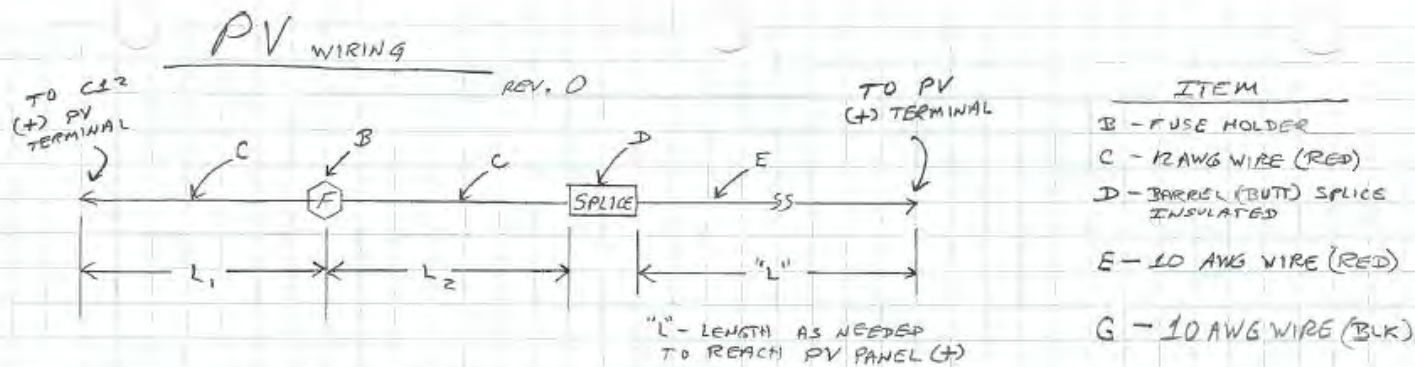 PV WIRING
REV. 0
TO C1²
(+) PV
TERMINAL
TO PV
(+) TERMINAL
C
B
C
D
E
F
SPLICE
SS
L₁
L₂
"L"
"L" - LENGTH AS NEEDED
TO REACH PV PANEL (+)
ITEM
B - FUSE HOLDER
C - 12 AWG WIRE (RED)
D - BARREL (BUTT) SPLICE
INSULATED
E - 10 AWG WIRE (RED)
G - 10 AWG WIRE (BLK)